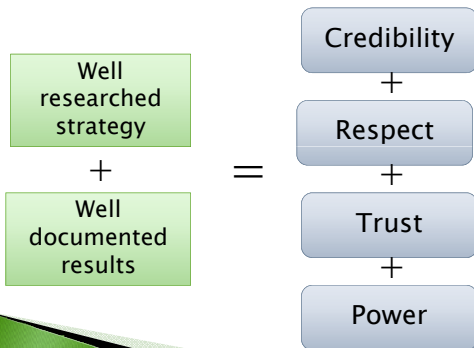 Well
researched
strategy
+
Well
documented
results
=
Credibility
+
Respect
+
Trust
+
Power